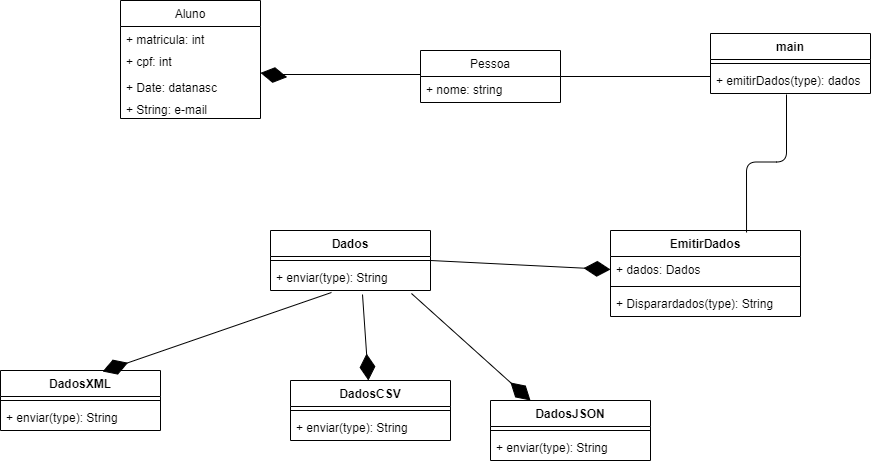 Aluno
+ matricula: int
+ cpf: int
+ Date: datanasc
+ String: e-mail
Pessoa
+ nome: string
main
+ emitirDados(type): dados
Dados
+ enviar(type): String
EmitirDados
+ dados: Dados
+ Disparardados(type): String
DadosXML
+ enviar(type): String
DadosCSV
+ enviar(type): String
DadosJSON
+ enviar(type): String